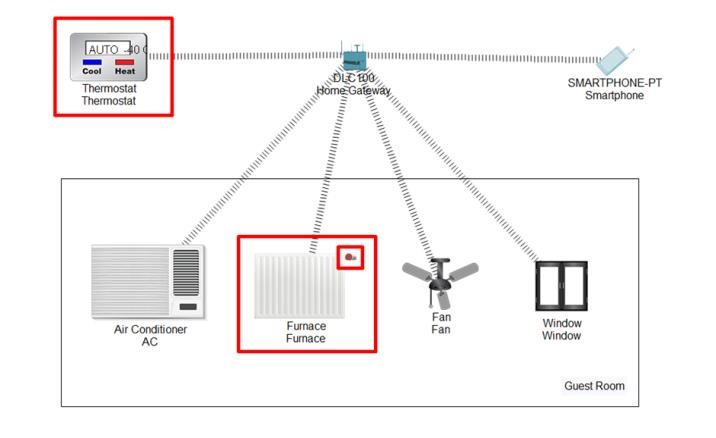 AUTO -40 C
Cool Heat
Thermostat
Thermostat
DLC100
Home Gateway
SMARTPHONE-PT
Smartphone
Air Conditioner
AC
Furnace
Furnace
Fan
Fan
Window
Window
Guest Room